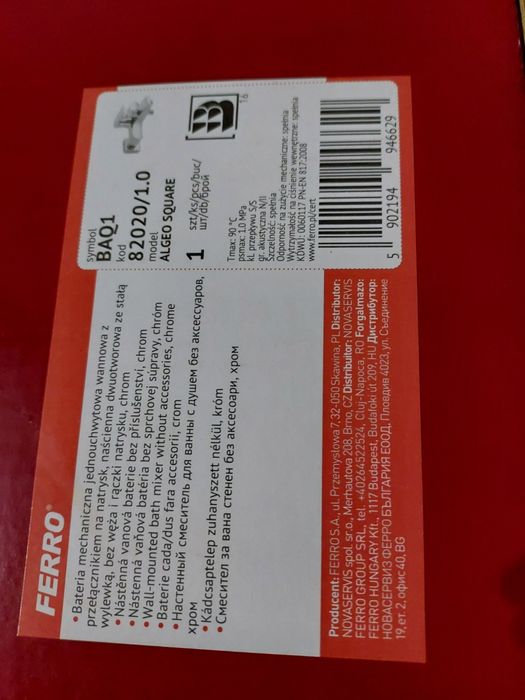 FERRO®
• Bateria mechaniczna jednouchwytowa wannowa z
przełącznikiem na natrysk, naścienna dwuotworowa ze stałą
wylewką, bez węża i rączki natrysku, chrom
• Nástěnná vanová baterie bez příslušenství, chrom
• Nástenná vaňová batéria bez sprchovej súpravy, chróm
• Wall-mounted bath mixer without accessories, chrome
• Baterie cada/dus fara accesorii, crom
• Настенный смеситель для ванны с душем без аксессуаров,
хром
• Kádcsaptelep zuhanyszett nélkül, króm
• Смесител за вана стенен без аксесоари, хром
symbol
BAQ1
kod
82020/1.0
model
ALGEO SQUARE
1
szt/ks/pcs/buc/
шт/db/брой
B
16
Tmax: 90 °C
psmax: 1.0 MPa
kl. przepływu S/S
gr. akustyczna N/II
Szczelność: spełnia
Odporność na zużycie mechaniczne: spełnia
Wytrzymałość na ciśnienie wewnętrzne: spełnia
KDWU: 0060117 PN-EN 817:2008
www.ferro.pl/cert
5 902194 946629
Producent: FERRO S.A., ul. Przemysłowa 7, 32-050 Skawina, PL Distributor:
NOVASERVIS spol. sr.o., Merhautova 208, Brno, CZ Distributor: NOVASERVIS
FERRO GROUP SRL, tel. +40264522524, Cluj-Napoca, RO Forgalmazo:
FERRO HUNGARY Kft., 1117 Budapest, Budafoki út 209, HU Дистрибутор:
НОВАСЕРВИЗ ФЕРРО БЪЛГАРИЯ ЕООД, Пловдив 4023, ул. Съединение
19, ет. 2, офис 40, BG